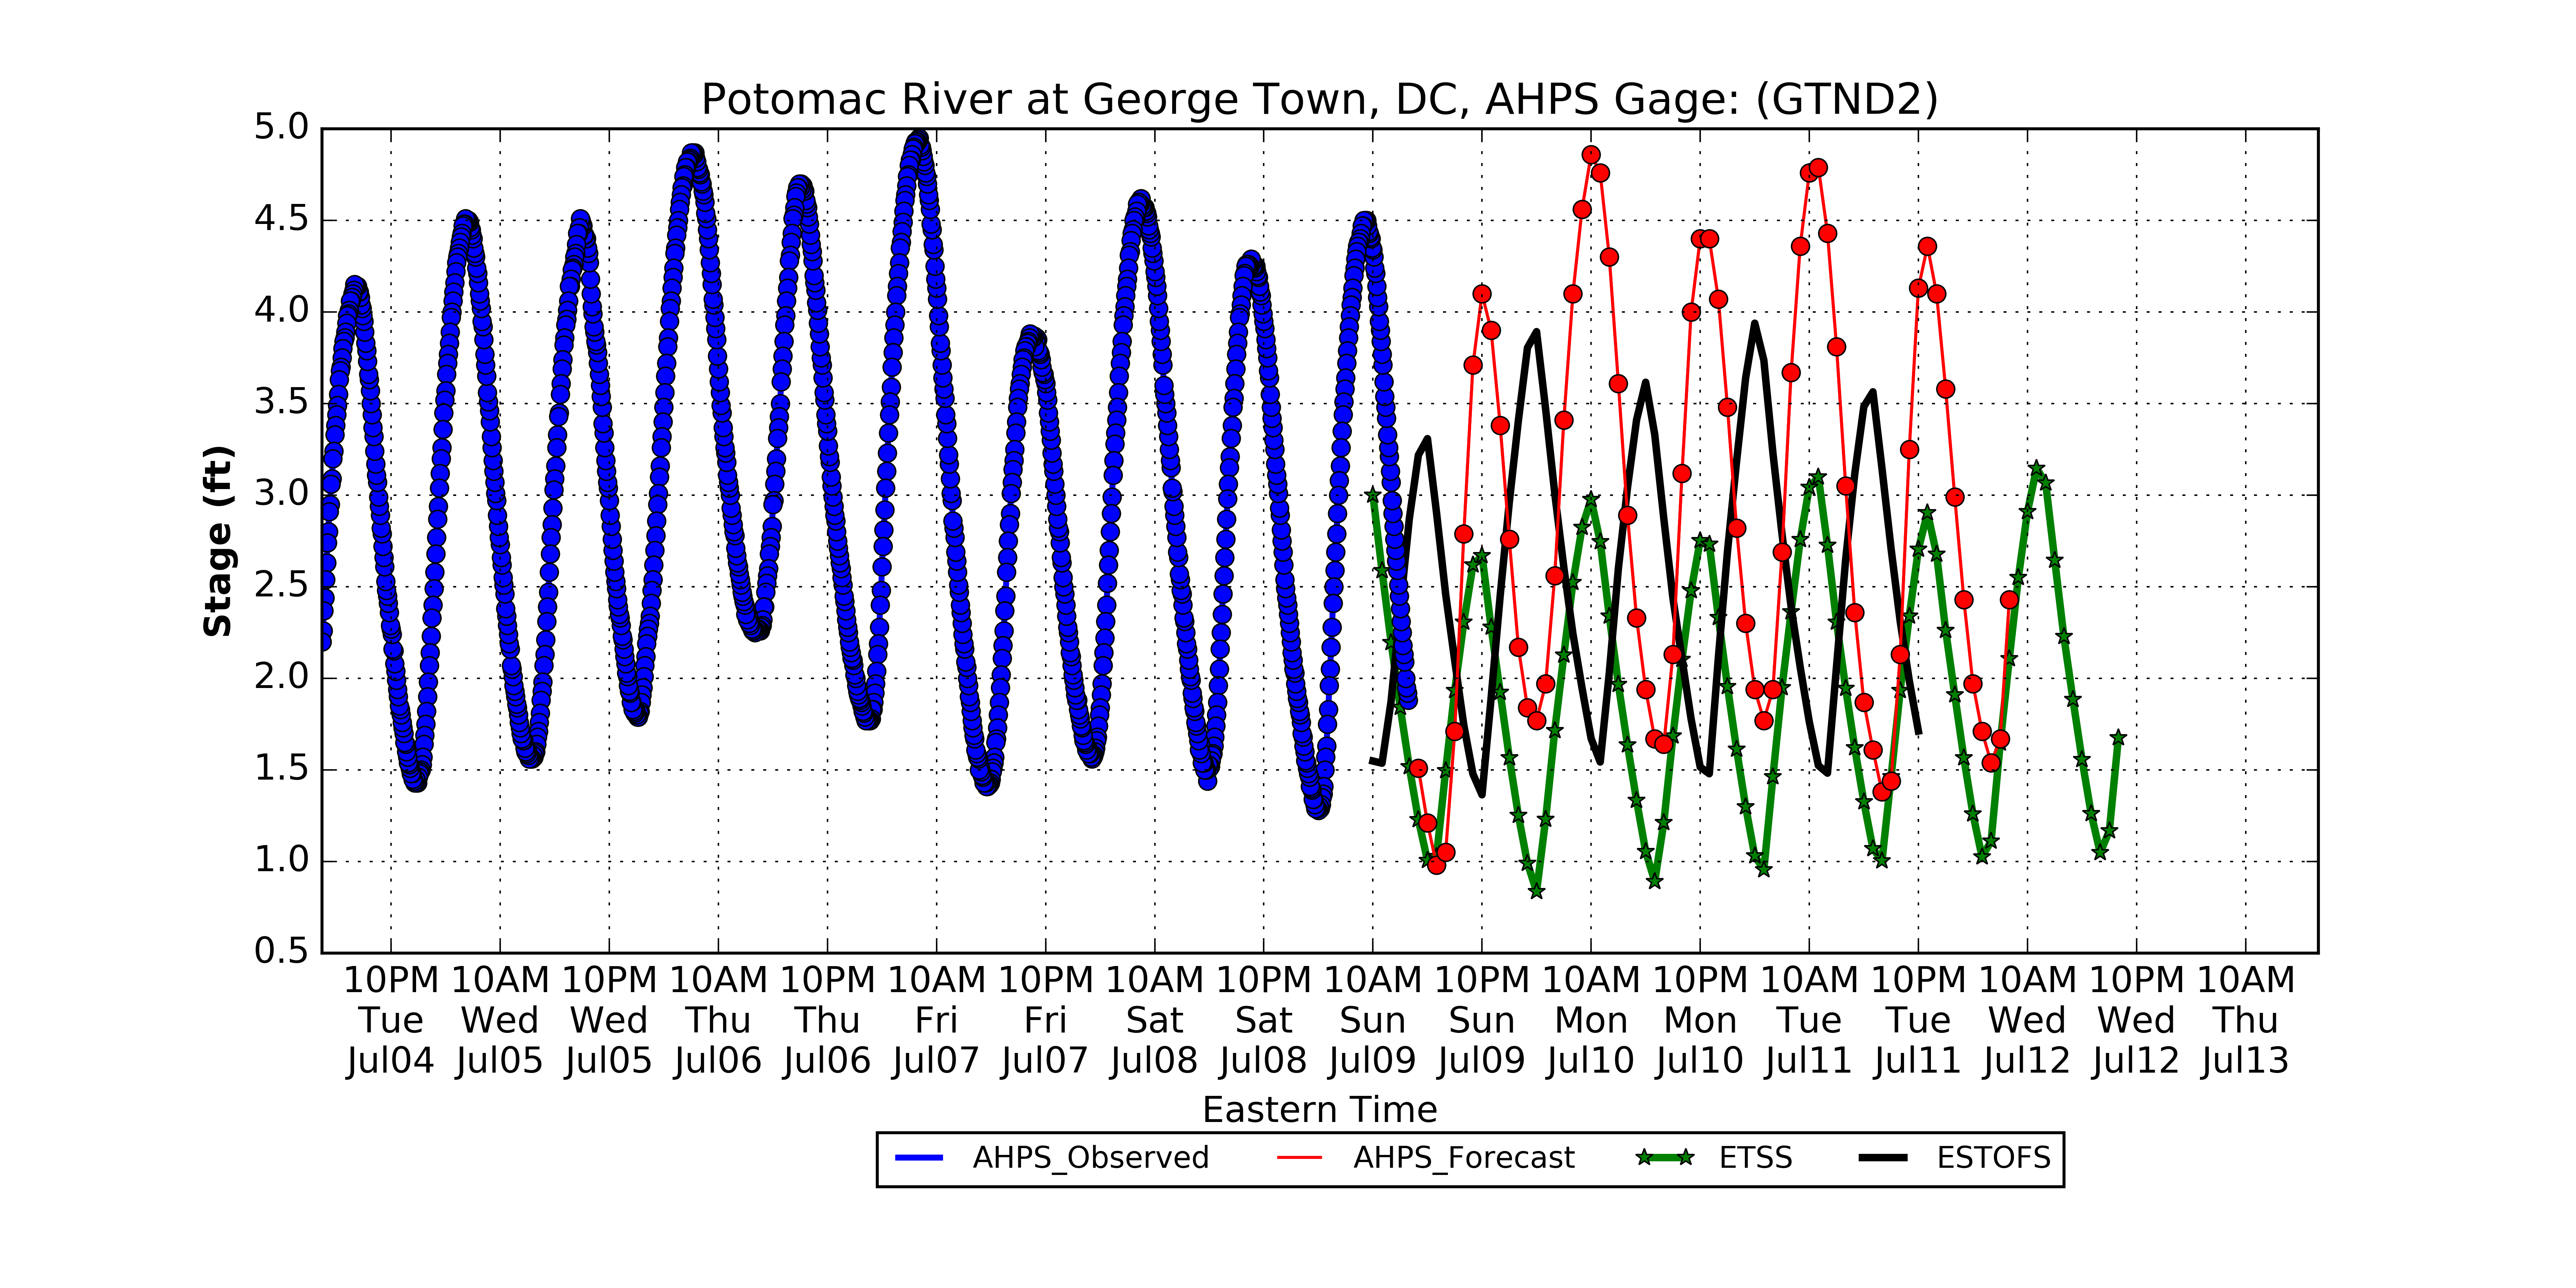 Potomac River at George Town, DC, AHPS Gage: (GTND2)
5.0
4.5
4.0
3.5
3.0
2.5
2.0
1.5
1.0
0.5
Stage (ft)
10PM 10AM 10PM 10AM 10PM 10AM 10PM 10AM 10PM 10AM 10PM 10AM 10PM 10AM 10PM 10AM 10PM 10AM
Tue Wed Wed Thu Thu Fri Fri Sat Sat Sun Sun Mon Mon Tue Tue Wed Wed Thu
Jul04 Jul05 Jul05 Jul06 Jul06 Jul07 Jul07 Jul08 Jul08 Jul09 Jul09 Jul10 Jul10 Jul11 Jul11 Jul12 Jul12 Jul13
Eastern Time
AHPS_Observed AHPS_Forecast ETSS ESTOFS